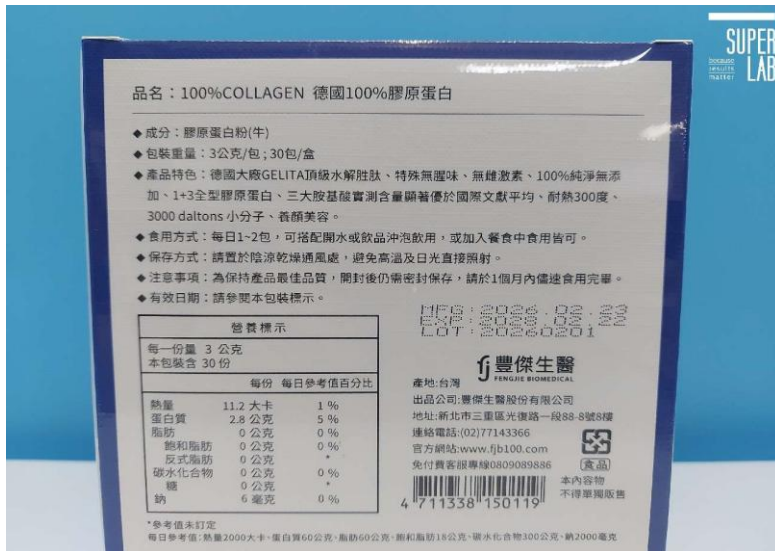 SUPER
LAB
because
results
matter
品名：100%COLLAGEN 德國100%膠原蛋白
◆成分：膠原蛋白粉(牛)
◆包裝重量：3公克/包；30包/盒
◆產品特色：德國大廠GELITA頂級水解胜肽、特殊無腥味、無雌激素、100%純淨無添
加、1+3全型膠原蛋白、三大胺基酸實測含量顯著優於國際文獻平均、耐熱300度、
3000 daltons 小分子、養顏美容。
◆食用方式：每日1~2包，可搭配開水或飲品沖泡飲用，或加入餐食中食用皆可。
◆保存方式：請置於陰涼乾燥通風處，避免高溫及日光直接照射。
◆注意事項：為保持產品最佳品質，開封後仍需密封保存，請於1個月內儘速食用完畢。
◆有效日期：請參閱本包裝標示。
MFG：2026.02.23
EXP：2028.02.22
LOT：20260201
營養標示
每一份量 3 公克
本包裝含 30 份
每份 每日參考值百分比
熱量 11.2 大卡 1 %
蛋白質 2.8 公克 5 %
脂肪 0 公克 0 %
飽和脂肪 0 公克 0 %
反式脂肪 0 公克 *
碳水化合物 0 公克 0 %
糖 0 公克 *
鈉 6 毫克 0 %
*參考值未訂定
每日參考值:熱量2000大卡、蛋白質60公克、脂肪60公克、飽和脂肪18公克、碳水化合物300公克、鈉2000毫克
fj 豐傑生醫
FENGJIE BIOMEDICAL
產地:台灣
出品公司:豐傑生醫股份有限公司
地址:新北市三重區光復路一段88-8號8樓
連絡電話:(02)77143366
官方網站:www.fjb100.com
免付費客服專線0809089886
食品
本內容物
不得單獨販售
4 711338 150119